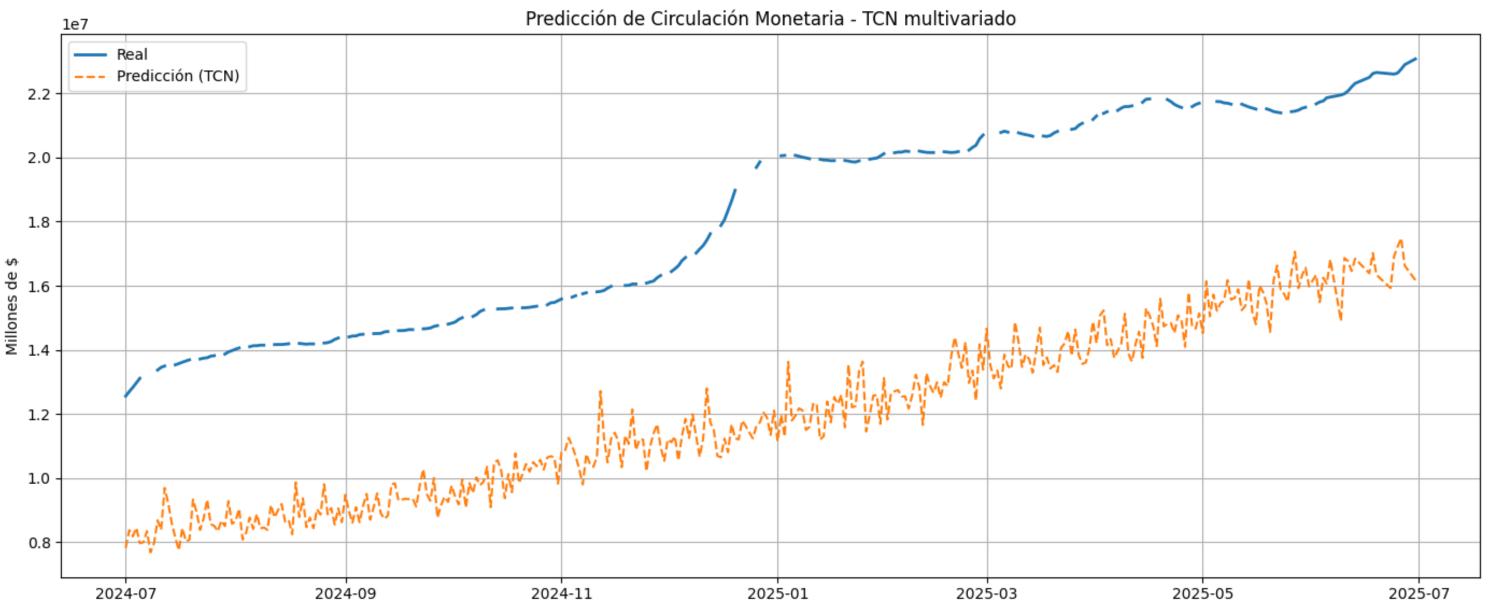 Predicción de Circulación Monetaria - TCN multivariado
1e7
Real
Predicción (TCN)
2.2
2.0
1.8
1.6
1.4
1.2
1.0
0.8
Millones de $
2024-07 2024-09 2024-11 2025-01 2025-03 2025-05 2025-07